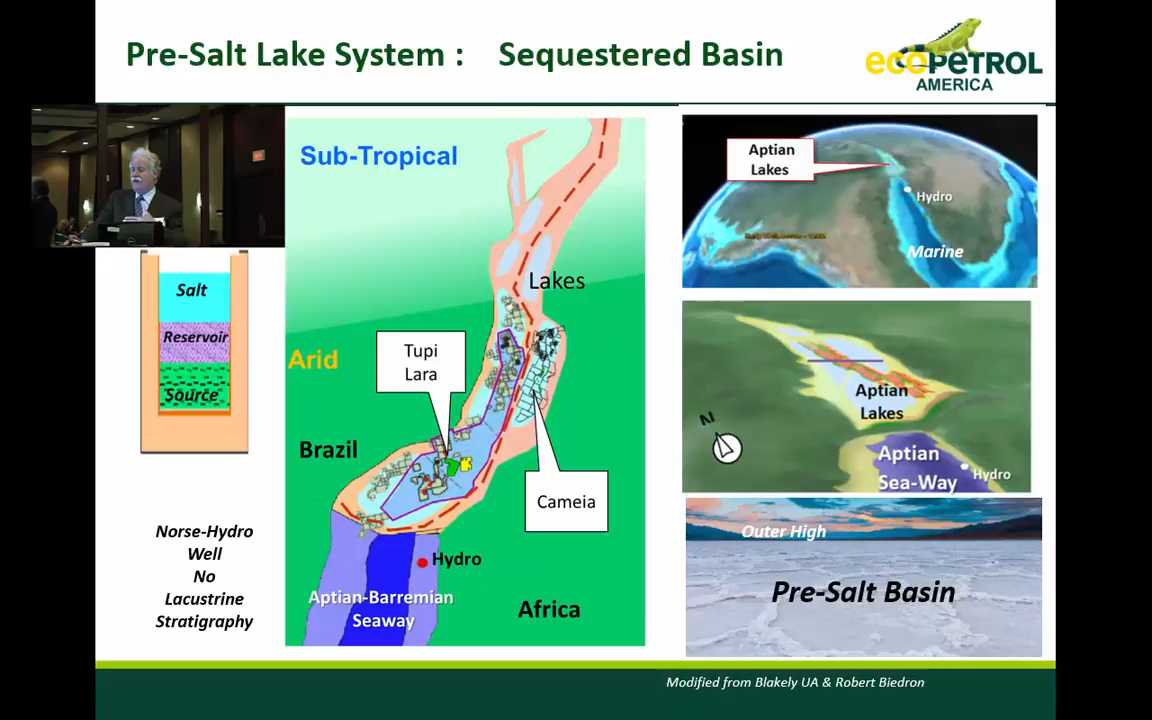 Pre-Salt Lake System : Sequestered Basin
ecopetrol
AMERICA
Sub-Tropical
Lakes
Arid
Tupi
Lara
Brazil
Cameia
Hydro
Aptian-Barremian
Seaway
Africa
Salt
Reservoir
Source
Norse-Hydro
Well
No
Lacustrine
Stratigraphy
Aptian
Lakes
Hydro
Marine
Aptian
Lakes
N
Aptian
Sea-Way
Hydro
Outer High
Pre-Salt Basin
Modified from Blakely UA & Robert Biedron